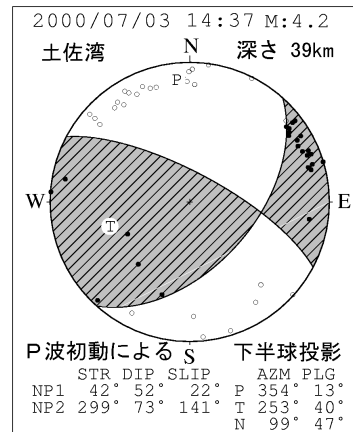 2000/07/03 14:37 M:4.2
土佐湾 N 深さ 39km
P
W E
T
P波初動による S 下半球投影
STR DIP SLIP AZM PLG
NP1 42° 52° 22° P 354° 13°
NP2 299° 73° 141° T 253° 40°
N 99° 47°